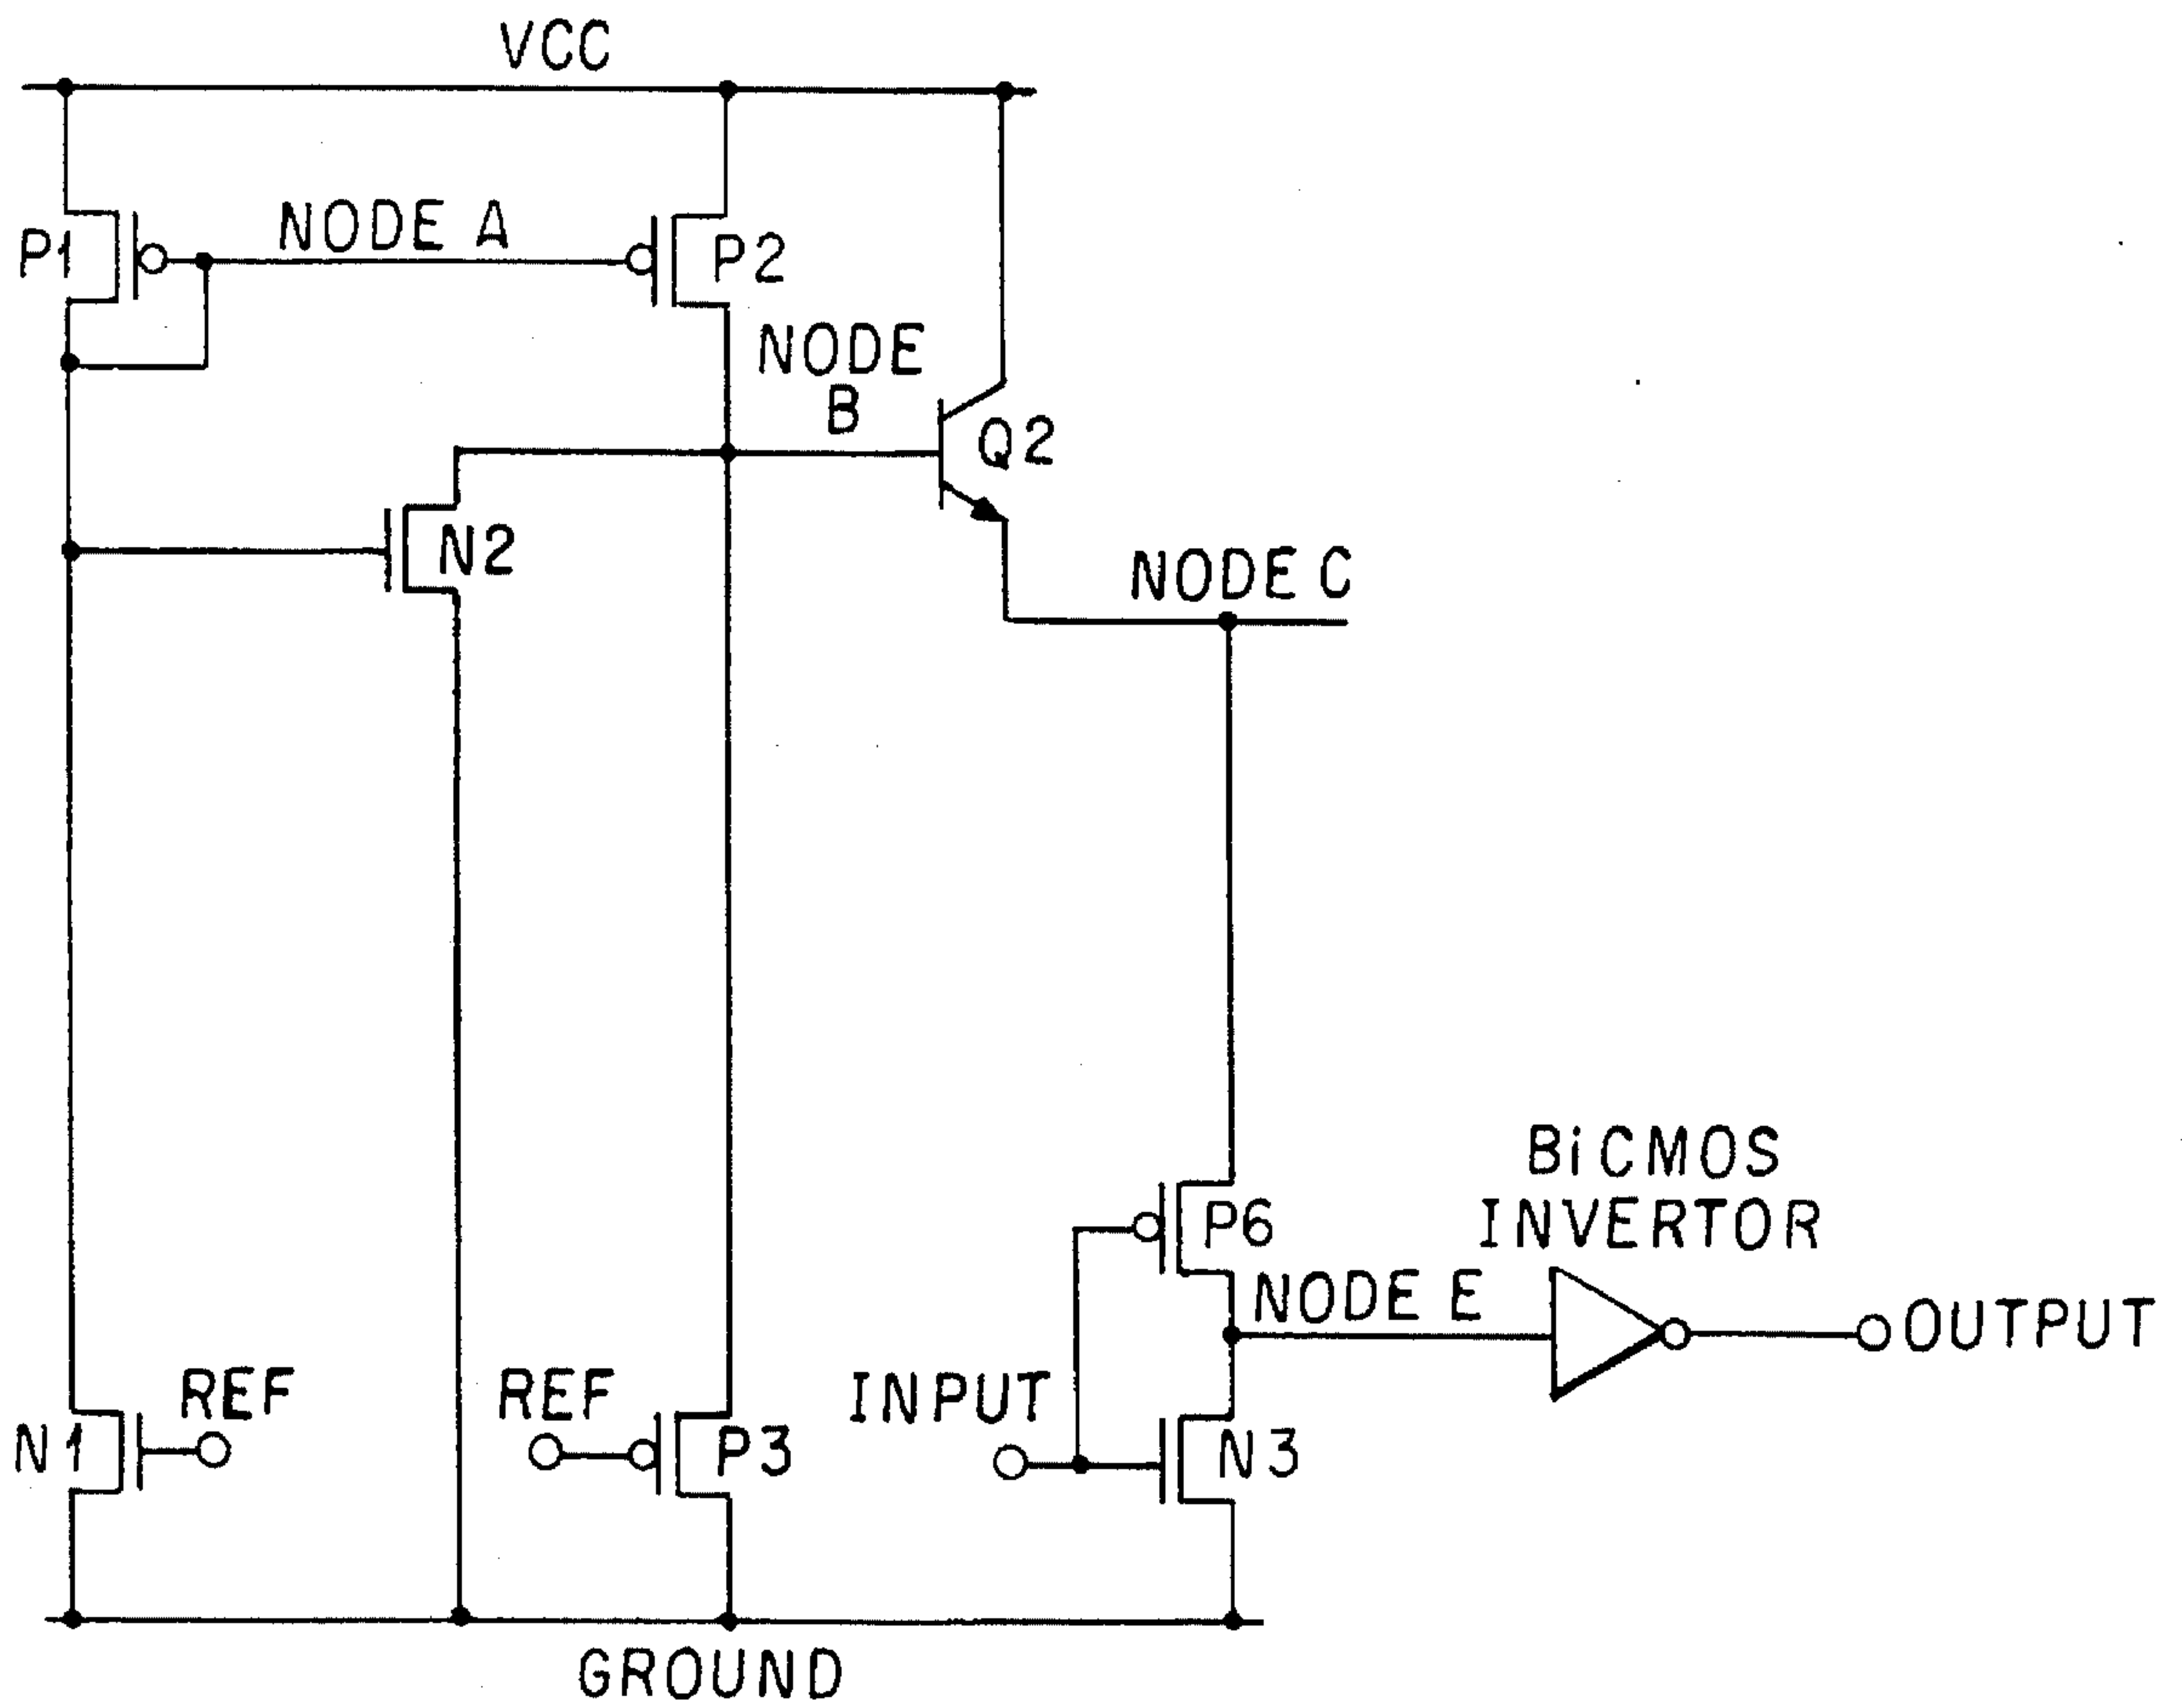 VCC
P1
NODE A
P2
NODE
B
Q2
N2
NODE C
BiCMOS
INVERTOR
P6
NODE E
OUTPUT
REF
REF
INPUT
N1
P3
N3
GROUND